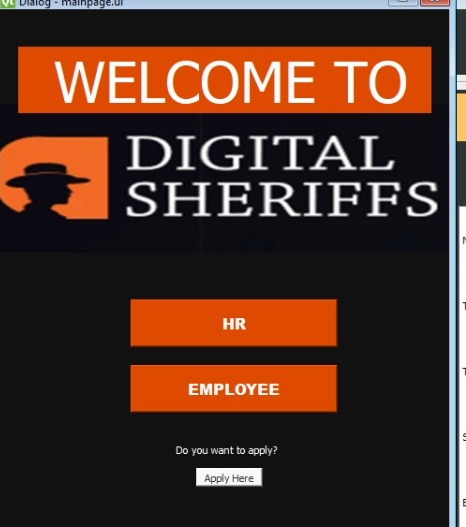 Dialog - mainpage.ui
WELCOME TO
DIGITAL
SHERIFFS
HR
EMPLOYEE
Do you want to apply?
Apply Here